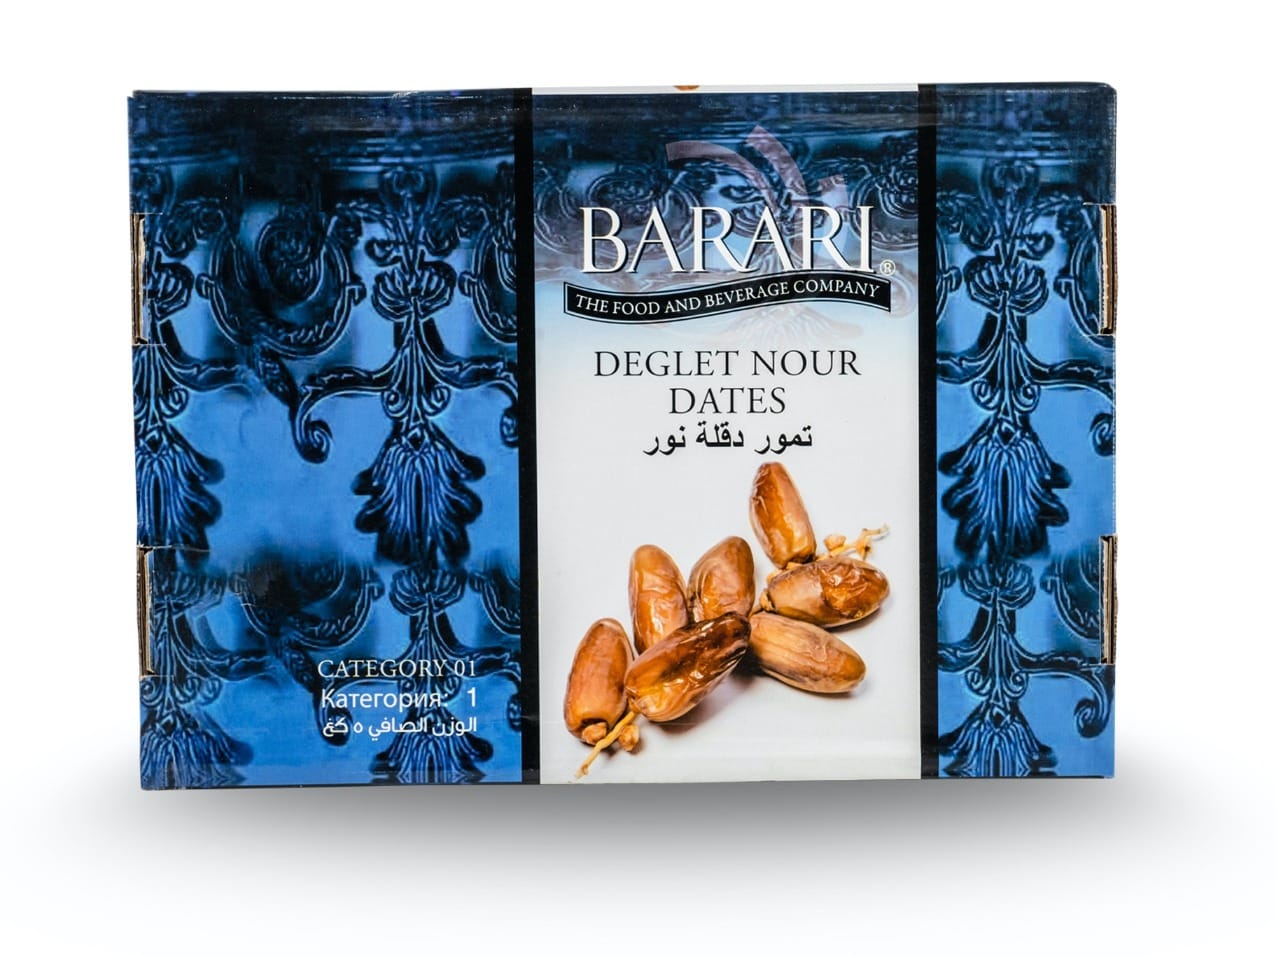 BARARI®
THE FOOD AND BEVERAGE COMPANY
DEGLET NOUR
DATES
تمور دقلة نور
CATEGORY 01
Категория: 1
الوزن الصافي ٥ كغ